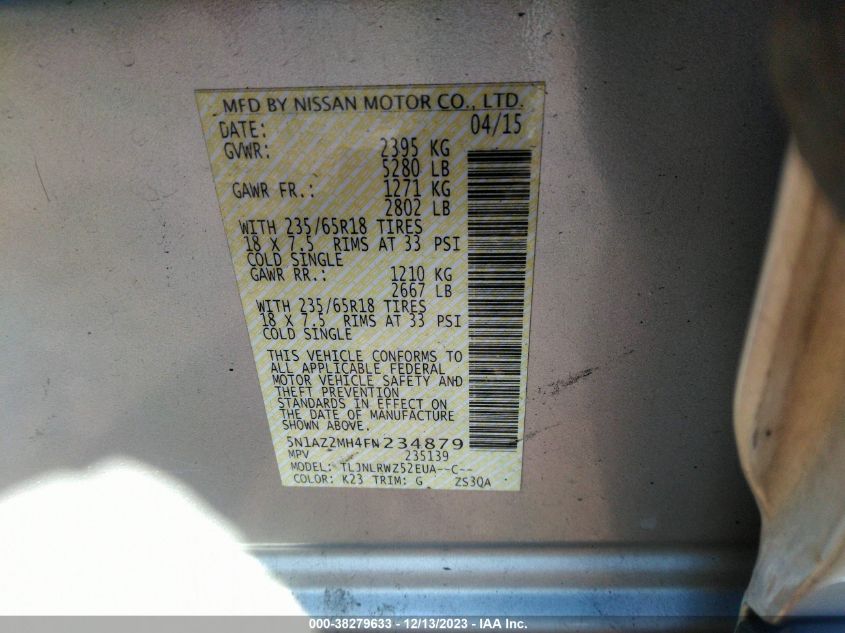 MFD BY NISSAN MOTOR CO., LTD.
DATE: 04/15
GVWR: 2395 KG
5280 LB
GAWR FR.: 1271 KG
2802 LB
WITH 235/65R18 TIRES
18 X 7.5 RIMS AT 33 PSI
COLD SINGLE
GAWR RR.: 1210 KG
2667 LB
WITH 235/65R18 TIRES
18 X 7.5 RIMS AT 33 PSI
COLD SINGLE
THIS VEHICLE CONFORMS TO
ALL APPLICABLE FEDERAL
MOTOR VEHICLE SAFETY AND
THEFT PREVENTION
STANDARDS IN EFFECT ON
THE DATE OF MANUFACTURE
SHOWN ABOVE.
5N1AZ2MH4FN234879
MPV 235139
MODEL: TLJNLRWZ52EUA--C--
COLOR: K23 TRIM: G ZS3QA
000-38279633 - 12/13/2023 - IAA Inc.